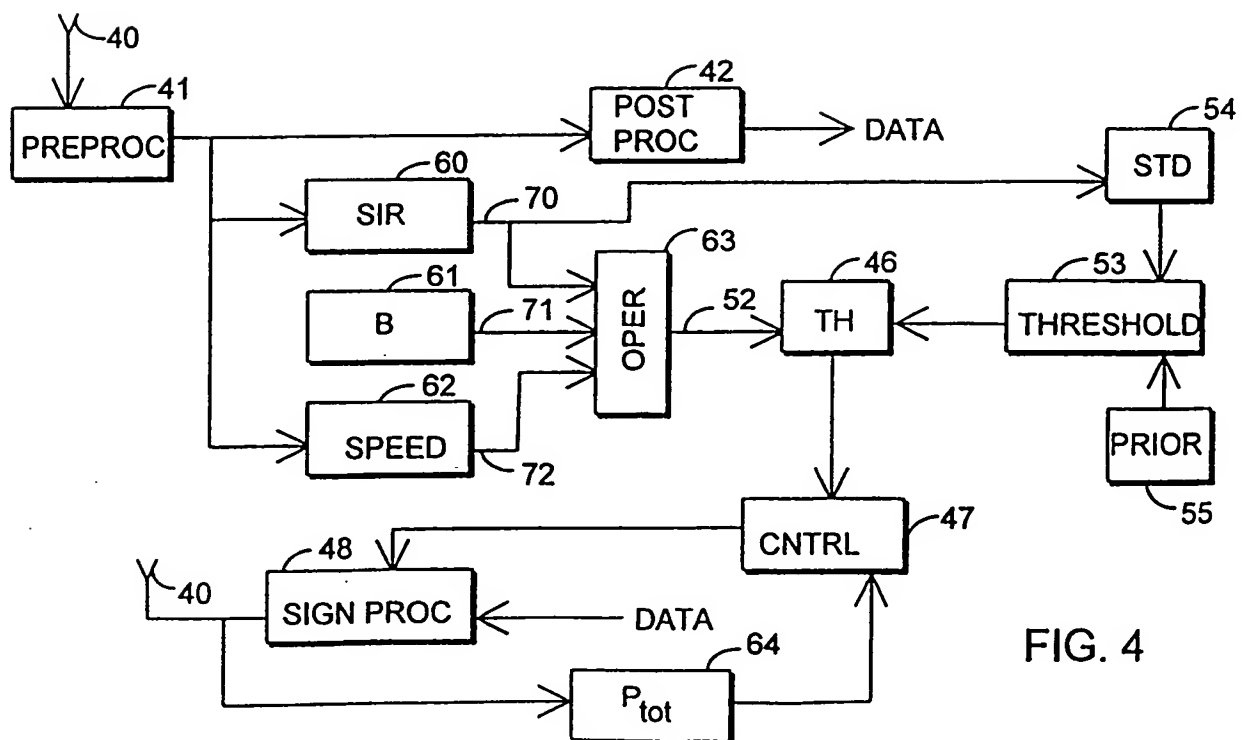 40
41
PREPROC
42
POST
PROC
DATA
54
STD
60
SIR
70
63
OPER
61
B
71
52
46
TH
53
THRESHOLD
62
SPEED
72
PRIOR
55
CNTRL
47
40
48
SIGN PROC
DATA
64
Ptot
FIG. 4